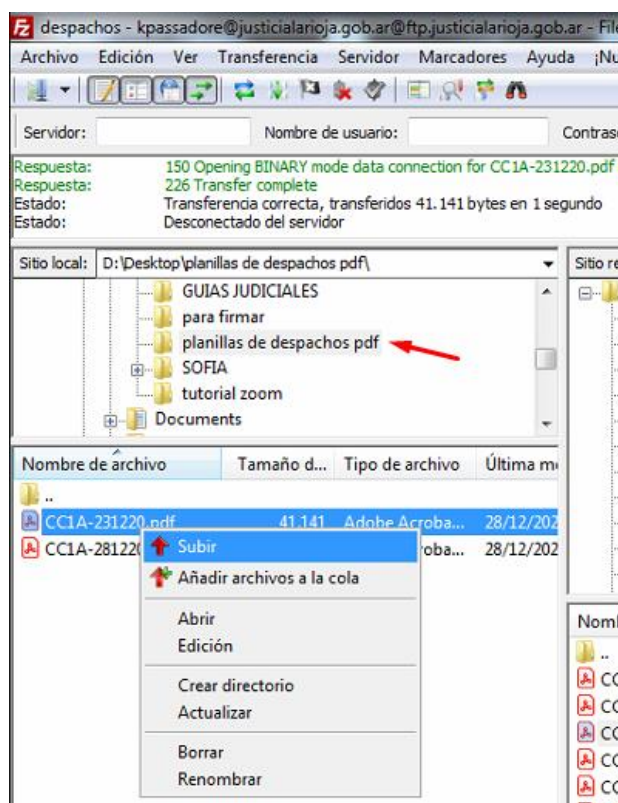 despachos - kpassadore@justicialarioja.gob.ar@ftp.justicialarioja.gob.ar - File
Archivo Edición Ver Transferencia Servidor Marcadores Ayuda ¡Nu
Servidor: Nombre de usuario: Contrase
Respuesta: 150 Opening BINARY mode data connection for CC1A-231220.pdf
Respuesta: 226 Transfer complete
Estado: Transferencia correcta, transferidos 41.141 bytes en 1 segundo
Estado: Desconectado del servidor
Sitio local: D:\Desktop\planillas de despachos pdf\ Sitio re
GUIAS JUDICIALES
para firmar
planillas de despachos pdf
SOFIA
tutorial zoom
Documents
Nombre de archivo Tamaño d... Tipo de archivo Última m
..
CC1A-231220.pdf 41.141 Adobe Acroba... 28/12/202
CC1A-28122 roba... 28/12/202
Subir
Añadir archivos a la cola
Abrir
Edición
Crear directorio
Actualizar
Borrar
Renombrar
Noml
..
CC
CC
CC
CC
CC